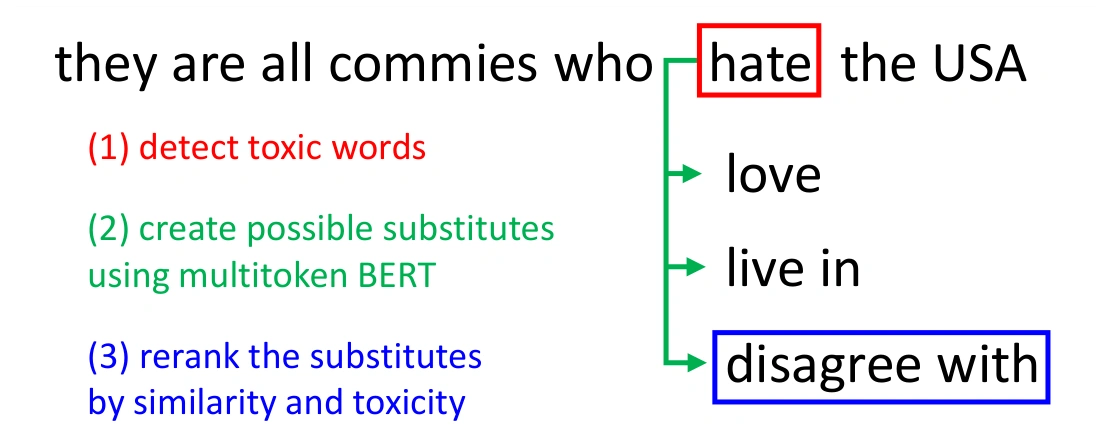 they are all commies who hate the USA
(1) detect toxic words
love
(2) create possible substitutes
using multitoken BERT
live in
(3) rerank the substitutes
by similarity and toxicity
disagree with